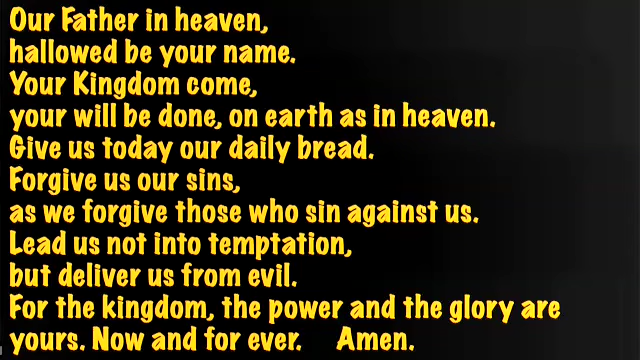 Our Father in heaven,
hallowed be your name.
Your Kingdom come,
your will be done, on earth as in heaven.
Give us today our daily bread.
Forgive us our sins,
as we forgive those who sin against us.
Lead us not into temptation,
but deliver us from evil.
For the kingdom, the power and the glory are
yours. Now and for ever. Amen.